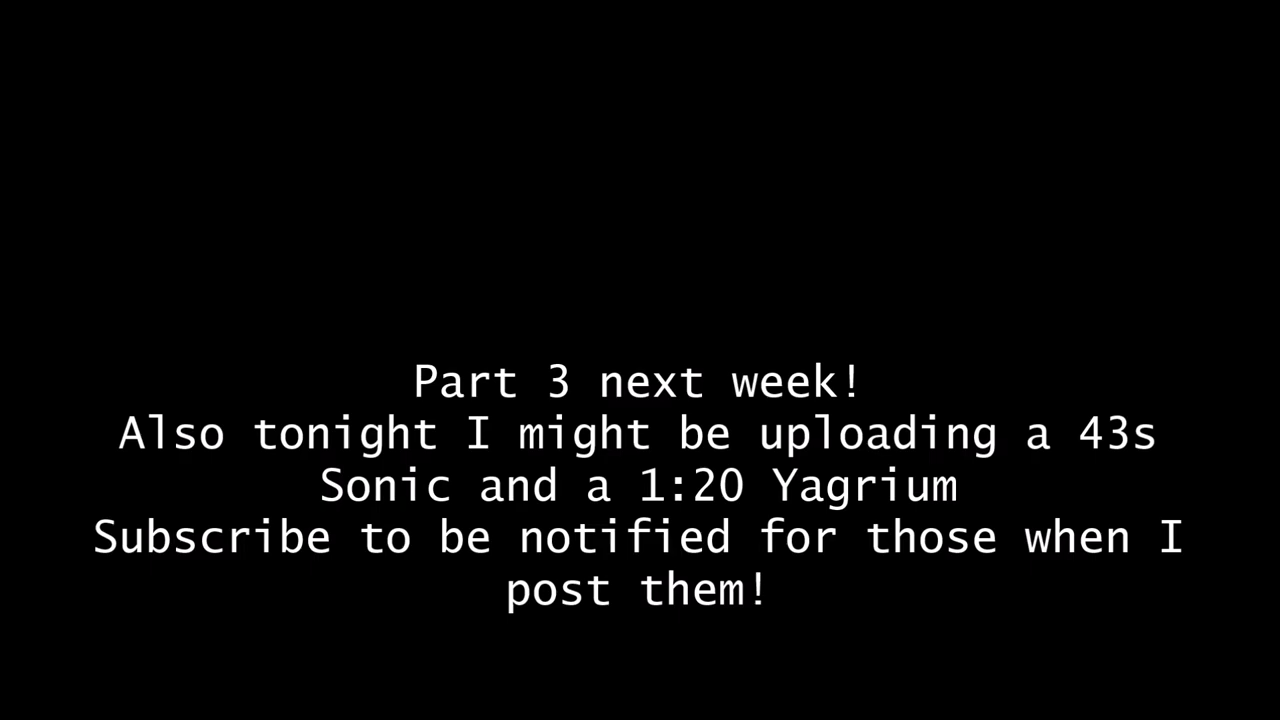 Part 3 next week!
Also tonight I might be uploading a 43s
Sonic and a 1:20 Yagrium
Subscribe to be notified for those when I
post them!